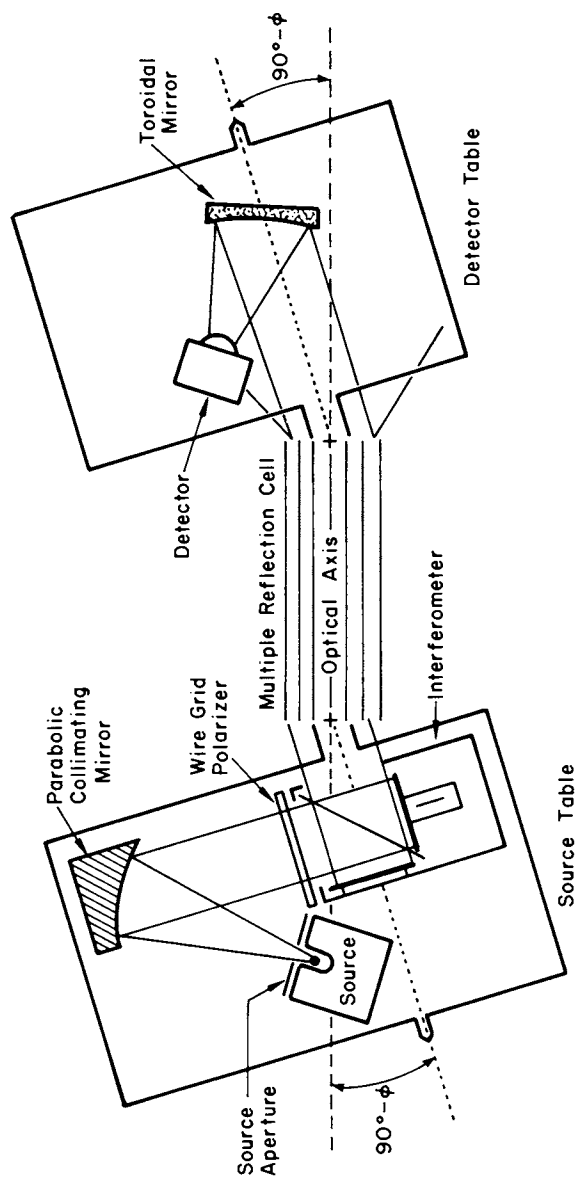 Parabolic
Collimating
Mirror
Wire Grid
Polarizer
Source
Source
Aperture
90°-φ
Interferometer
Source Table
Multiple Reflection Cell
Optical Axis
Detector
Toroidal
Mirror
90°-φ
Detector Table